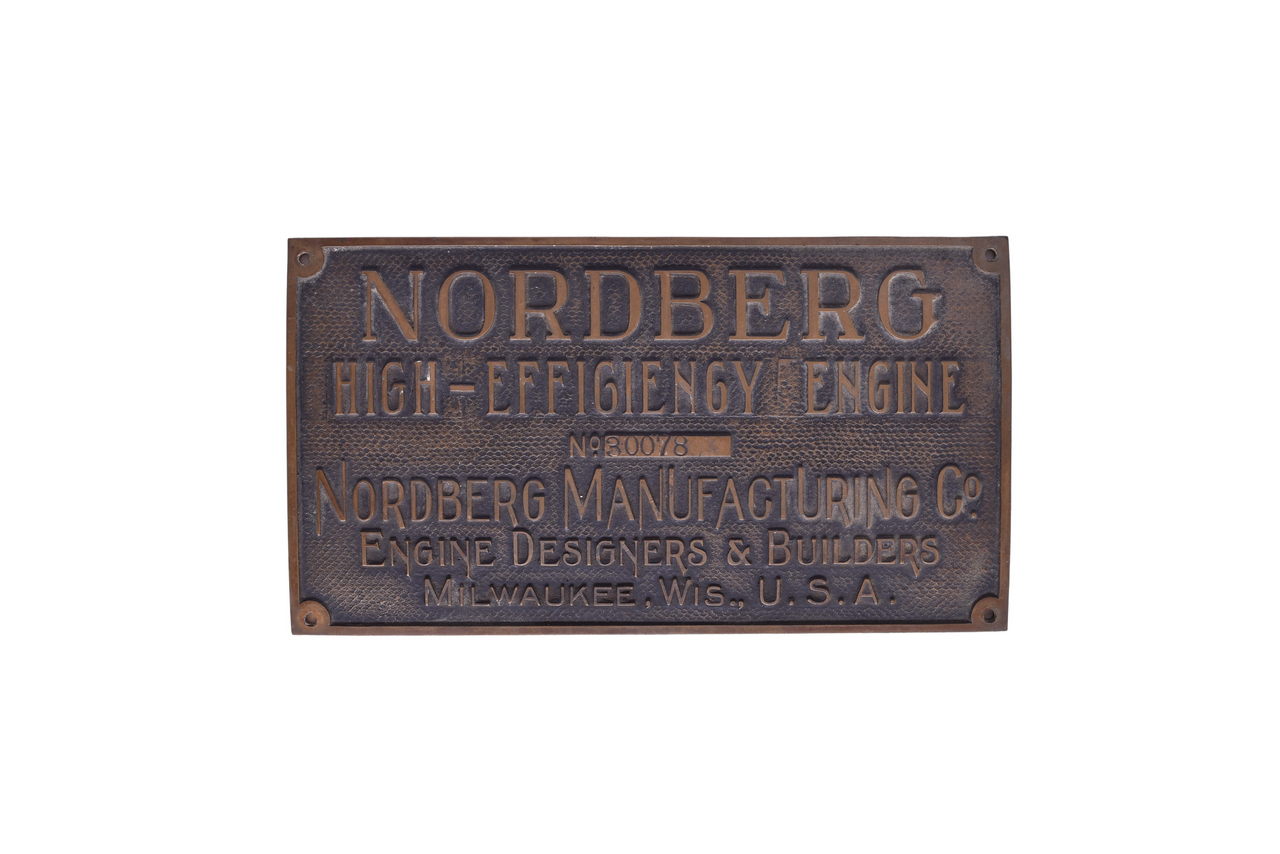 NORDBERG
HIGH-EFFICIENCY ENGINE
No. 30078
NORDBERG MANUFACTURING Co.
ENGINE DESIGNERS & BUILDERS
MILWAUKEE, WIS., U.S.A.